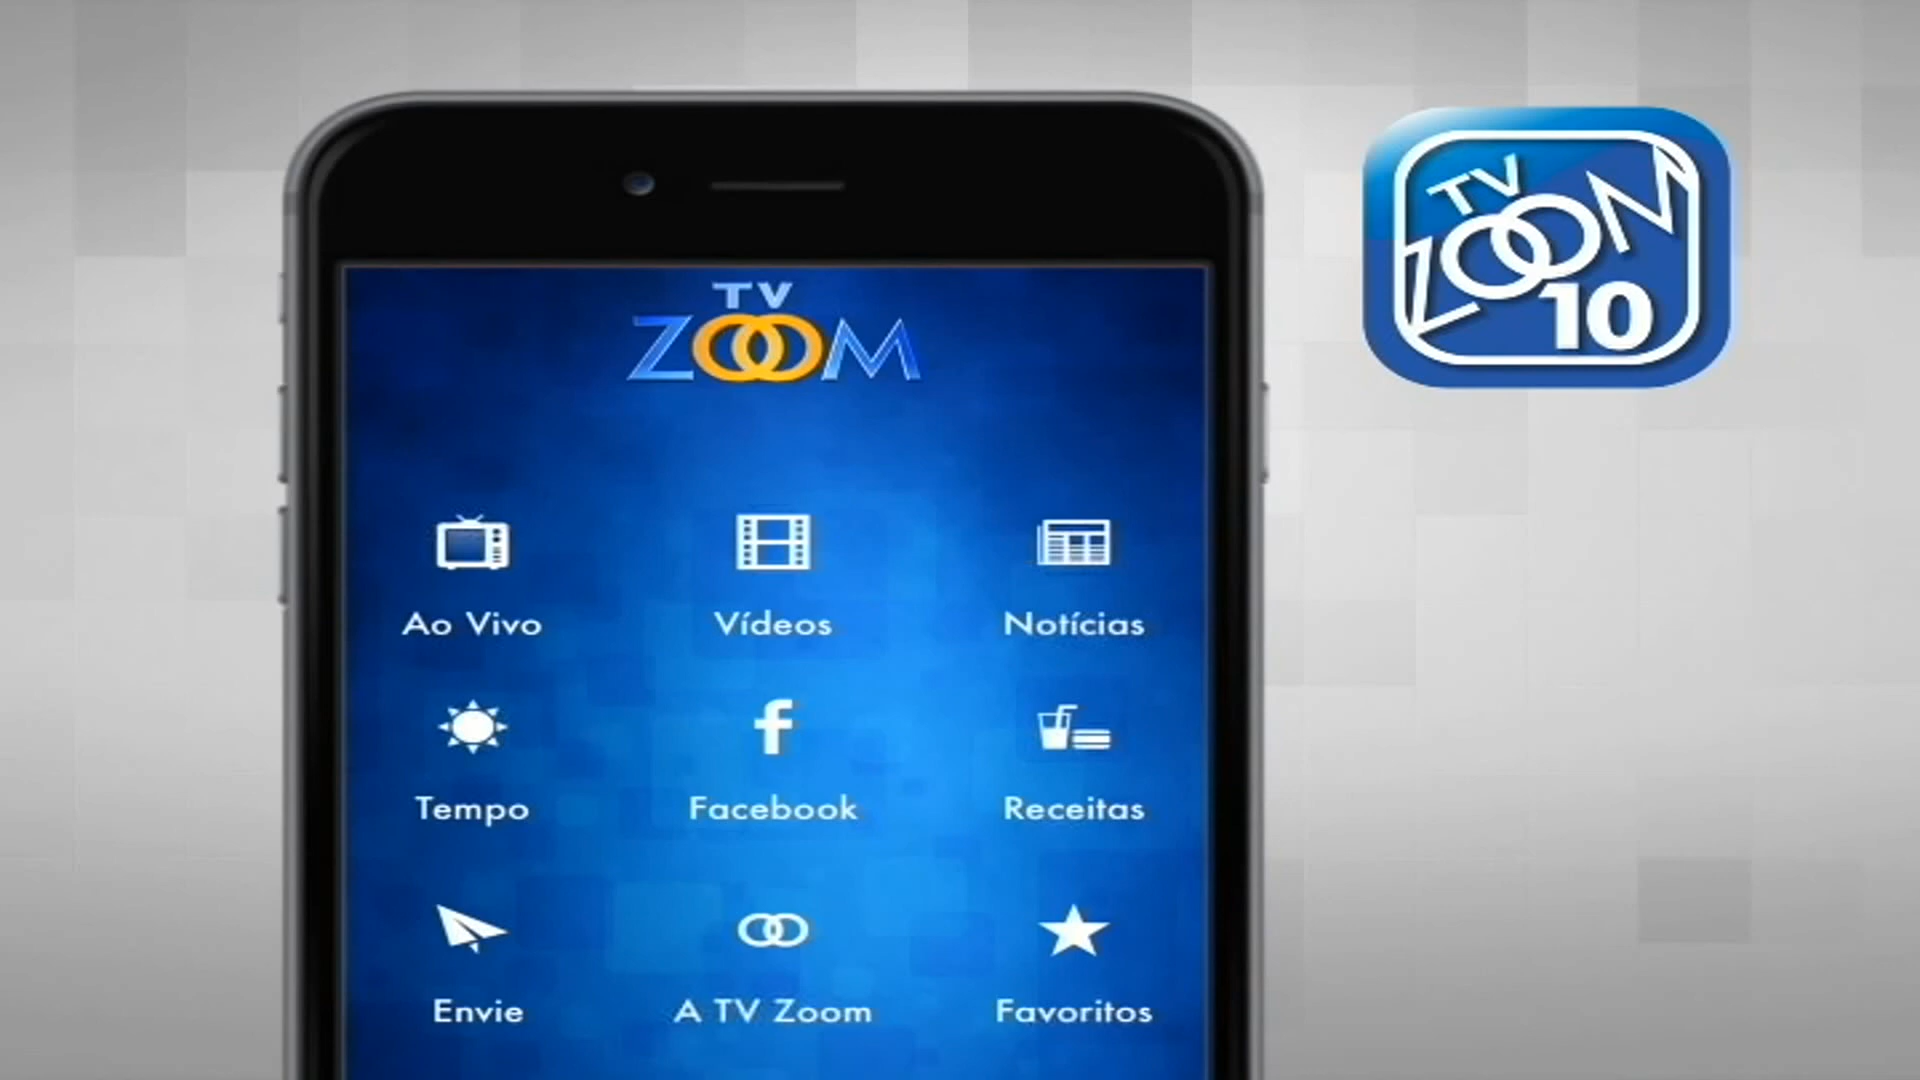 TV
ZOOM
TV
ZOOM
10
Ao Vivo
Vídeos
Notícias
Tempo
Facebook
Receitas
Envie
A TV Zoom
Favoritos